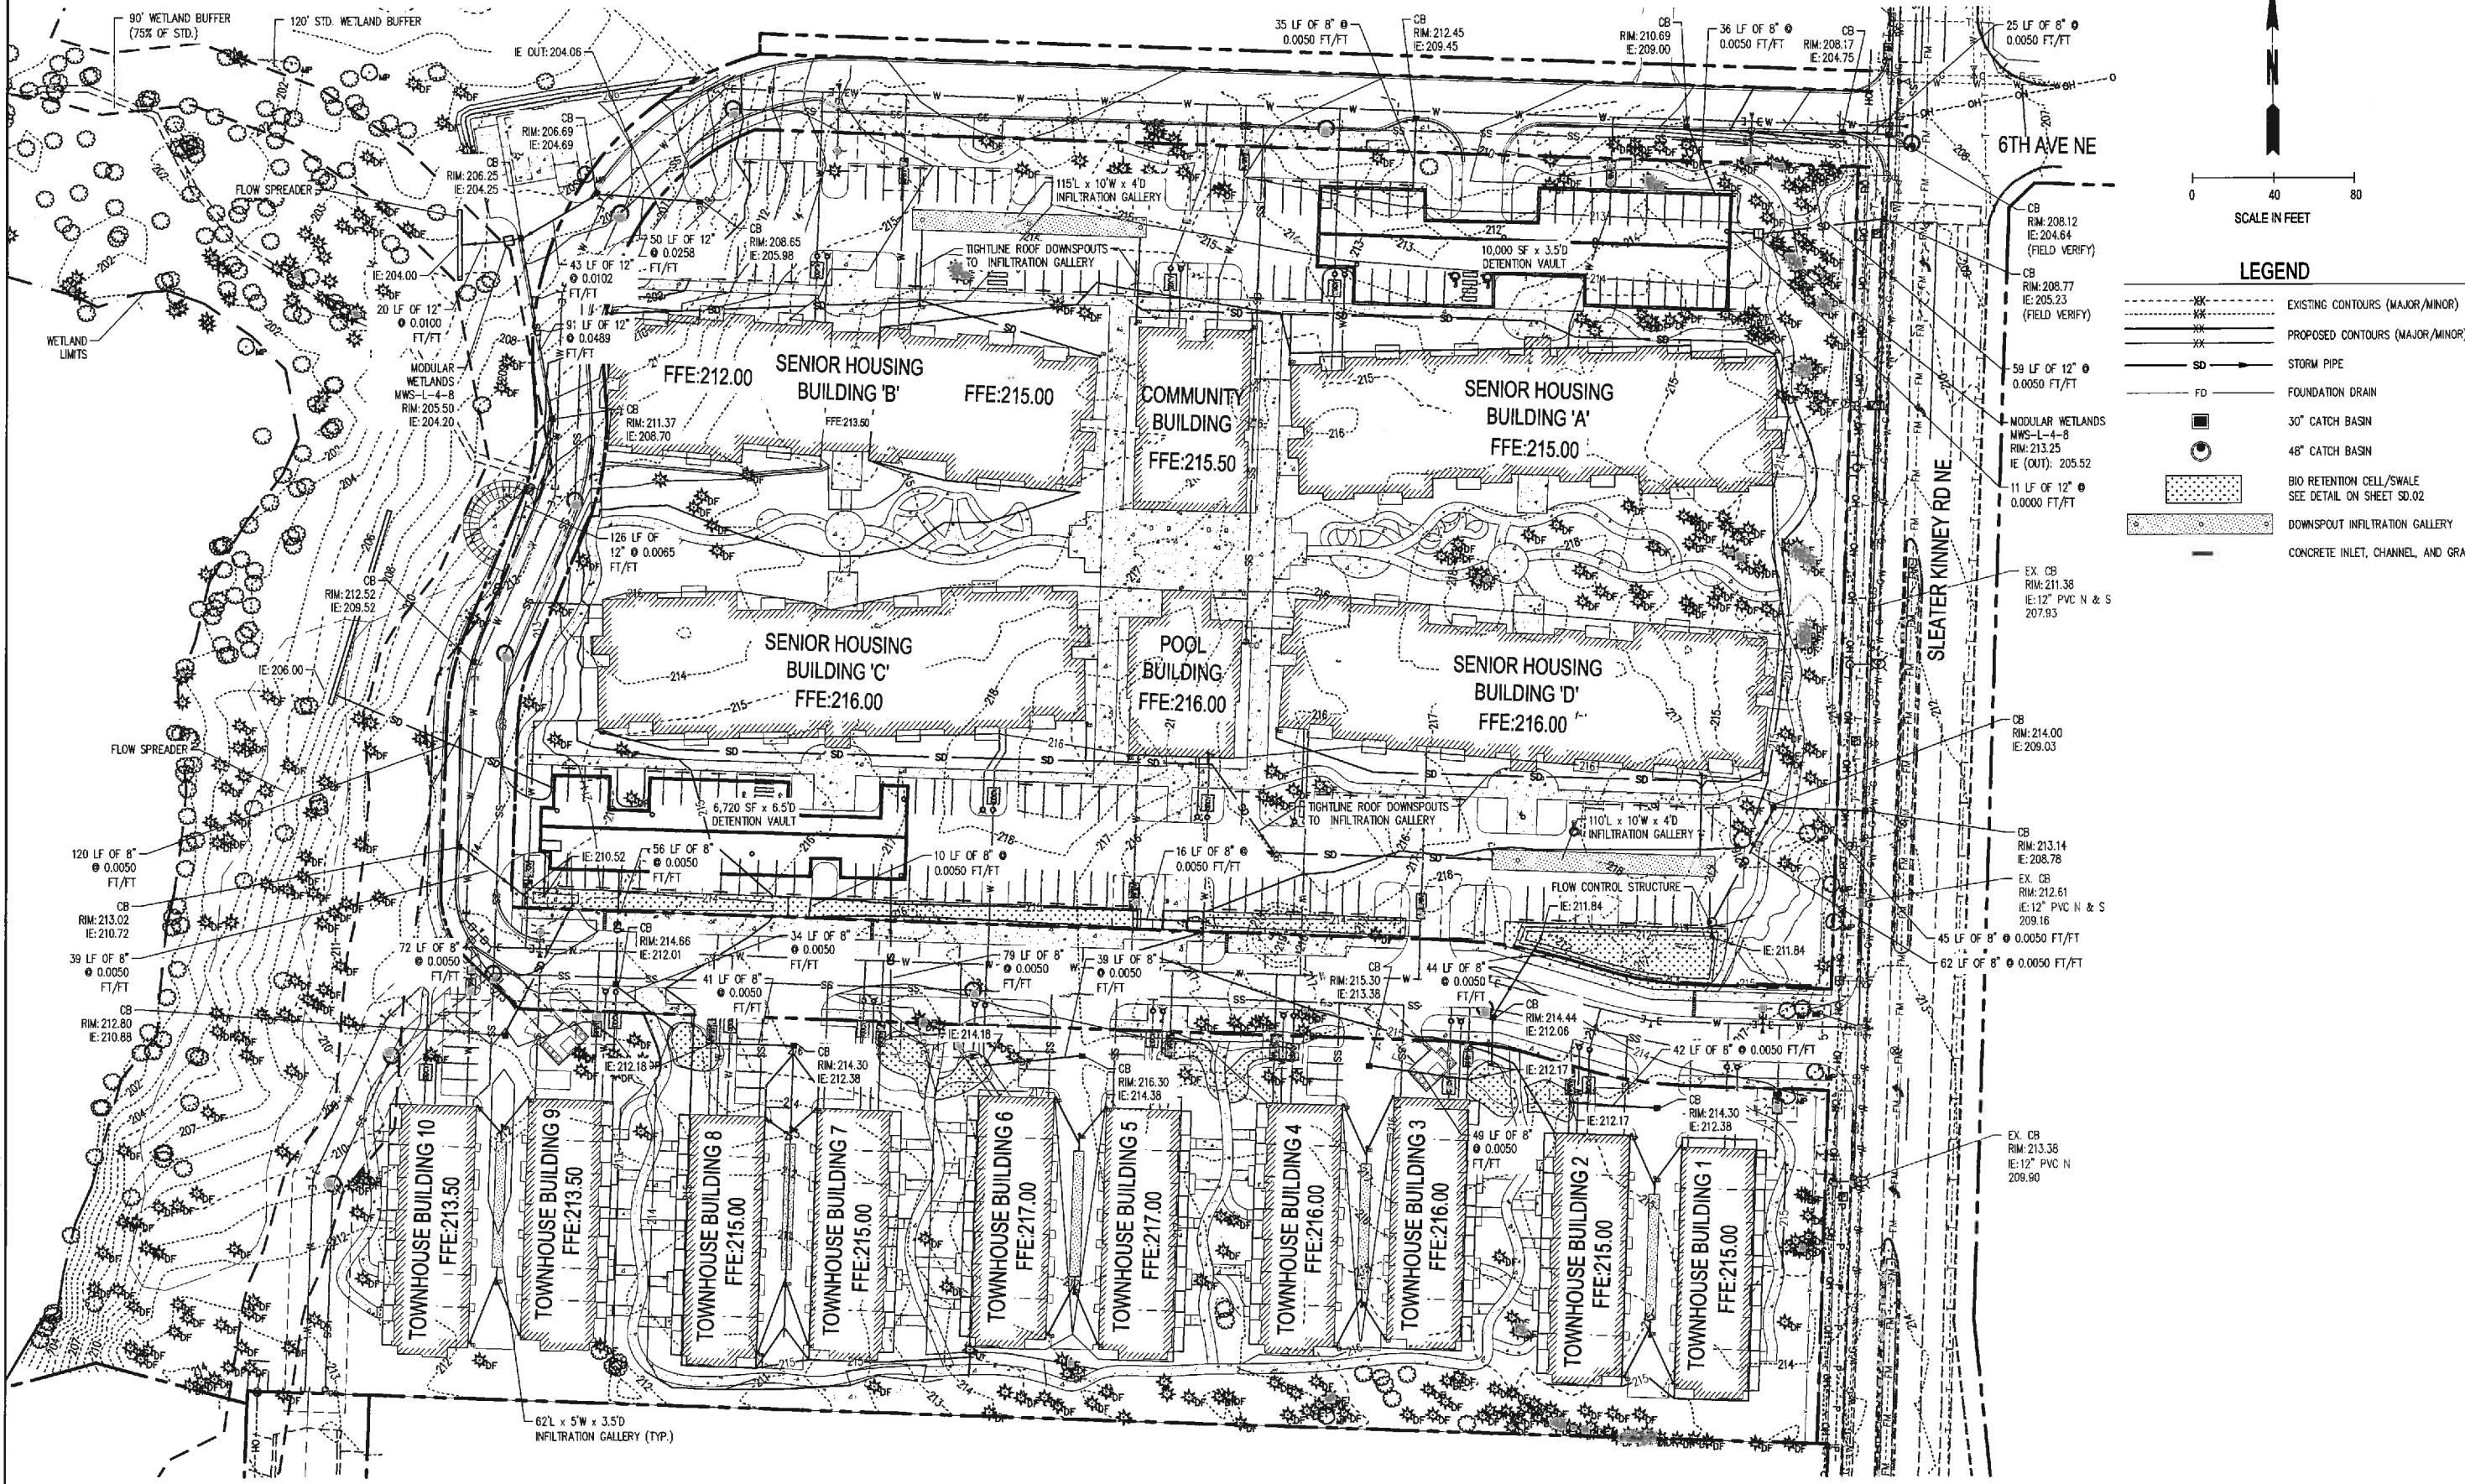 90' WETLAND BUFFER
(75% OF STD.)
120' STD. WETLAND BUFFER
IE OUT: 204.06
35 LF OF 8" @
0.0050 FT/FT
CB
RIM: 212.45
IE: 209.45
CB
RIM: 210.69
IE: 209.00
36 LF OF 8" @
0.0050 FT/FT
CB
RIM: 208.17
IE: 204.75
25 LF OF 8" @
0.0050 FT/FT
N
6TH AVE NE
0 40 80
SCALE IN FEET
CB
RIM: 206.69
IE: 204.69
CB
RIM: 206.25
IE: 204.25
FLOW SPREADER
115'L x 10'W x 4'D
INFILTRATION GALLERY
CB
RIM: 208.12
IE: 204.64
(FIELD VERIFY)
50 LF OF 12"
@ 0.0258
FT/FT
CB
RIM: 208.65
IE: 205.98
TIGHTLINE ROOF DOWNSPOUTS
TO INFILTRATION GALLERY
10,000 SF x 3.5'D
DETENTION VAULT
CB
RIM: 208.77
IE: 205.23
(FIELD VERIFY)
LEGEND
XX
XX
EXISTING CONTOURS (MAJOR/MINOR)
XX
XX
PROPOSED CONTOURS (MAJOR/MINOR)
SD
STORM PIPE
FD
FOUNDATION DRAIN
30" CATCH BASIN
48" CATCH BASIN
BIO RETENTION CELL/SWALE
SEE DETAIL ON SHEET SD.02
DOWNSPOUT INFILTRATION GALLERY
CONCRETE INLET, CHANNEL, AND GRA
IE: 204.00
43 LF OF 12"
@ 0.0102
FT/FT
20 LF OF 12"
@ 0.0100
FT/FT
91 LF OF 12"
@ 0.0489
FT/FT
WETLAND
LIMITS
MODULAR
WETLANDS
MWS-L-4-8
RIM: 205.50
IE: 204.20
FFE:212.00
SENIOR HOUSING
BUILDING 'B'
FFE:215.00
FFE:213.50
COMMUNITY
BUILDING
FFE:215.50
SENIOR HOUSING
BUILDING 'A'
FFE:215.00
59 LF OF 12" @
0.0050 FT/FT
MODULAR WETLANDS
MWS-L-4-8
RIM: 213.25
IE (OUT): 205.52
11 LF OF 12" @
0.0000 FT/FT
CB
RIM: 211.37
IE: 208.70
126 LF OF
12" @ 0.0065
FT/FT
SLEATER KINNEY RD NE
EX. CB
RIM: 211.38
IE: 12" PVC N & S
207.93
CB
RIM: 212.52
IE: 209.52
IE: 206.00
SENIOR HOUSING
BUILDING 'C'
FFE:216.00
POOL
BUILDING
FFE:216.00
SENIOR HOUSING
BUILDING 'D'
FFE:216.00
CB
RIM: 214.00
IE: 209.03
FLOW SPREADER
6,720 SF x 6.5'D
DETENTION VAULT
TIGHTLINE ROOF DOWNSPOUTS
TO INFILTRATION GALLERY
110'L x 10'W x 4'D
INFILTRATION GALLERY
CB
RIM: 213.14
IE: 208.78
120 LF OF 8"
@ 0.0050
FT/FT
IE: 210.52
56 LF OF 8"
@ 0.0050
FT/FT
10 LF OF 8" @
0.0050 FT/FT
16 LF OF 8" @
0.0050 FT/FT
FLOW CONTROL STRUCTURE
IE: 211.84
EX. CB
RIM: 212.61
IE: 12" PVC N & S
209.16
CB
RIM: 213.02
IE: 210.72
39 LF OF 8"
@ 0.0050
FT/FT
72 LF OF 8"
@ 0.0050
FT/FT
CB
RIM: 214.66
IE: 212.01
34 LF OF 8"
@ 0.0050
FT/FT
41 LF OF 8"
@ 0.0050
FT/FT
79 LF OF 8"
@ 0.0050
FT/FT
39 LF OF 8"
@ 0.0050
FT/FT
CB
RIM: 215.30
IE: 213.38
44 LF OF 8"
@ 0.0050
FT/FT
IE: 211.84
45 LF OF 8" @ 0.0050 FT/FT
62 LF OF 8" @ 0.0050 FT/FT
CB
RIM: 212.80
IE: 210.88
CB
RIM: 214.44
IE: 212.06
IE: 212.18
CB
RIM: 214.30
IE: 212.38
IE: 214.18
CB
RIM: 216.30
IE: 214.38
IE: 212.17
42 LF OF 8" @ 0.0050 FT/FT
IE: 212.17
CB
RIM: 214.30
IE: 212.38
49 LF OF 8"
@ 0.0050
FT/FT
EX. CB
RIM: 213.38
IE: 12" PVC N
209.90
TOWNHOUSE BUILDING 10
FFE:213.50
TOWNHOUSE BUILDING 9
FFE:213.50
TOWNHOUSE BUILDING 8
FFE:215.00
TOWNHOUSE BUILDING 7
FFE:215.00
TOWNHOUSE BUILDING 6
FFE:217.00
TOWNHOUSE BUILDING 5
FFE:217.00
TOWNHOUSE BUILDING 4
FFE:216.00
TOWNHOUSE BUILDING 3
FFE:216.00
TOWNHOUSE BUILDING 2
FFE:215.00
TOWNHOUSE BUILDING 1
FFE:215.00
62'L x 5'W x 3.5'D
INFILTRATION GALLERY (TYP.)